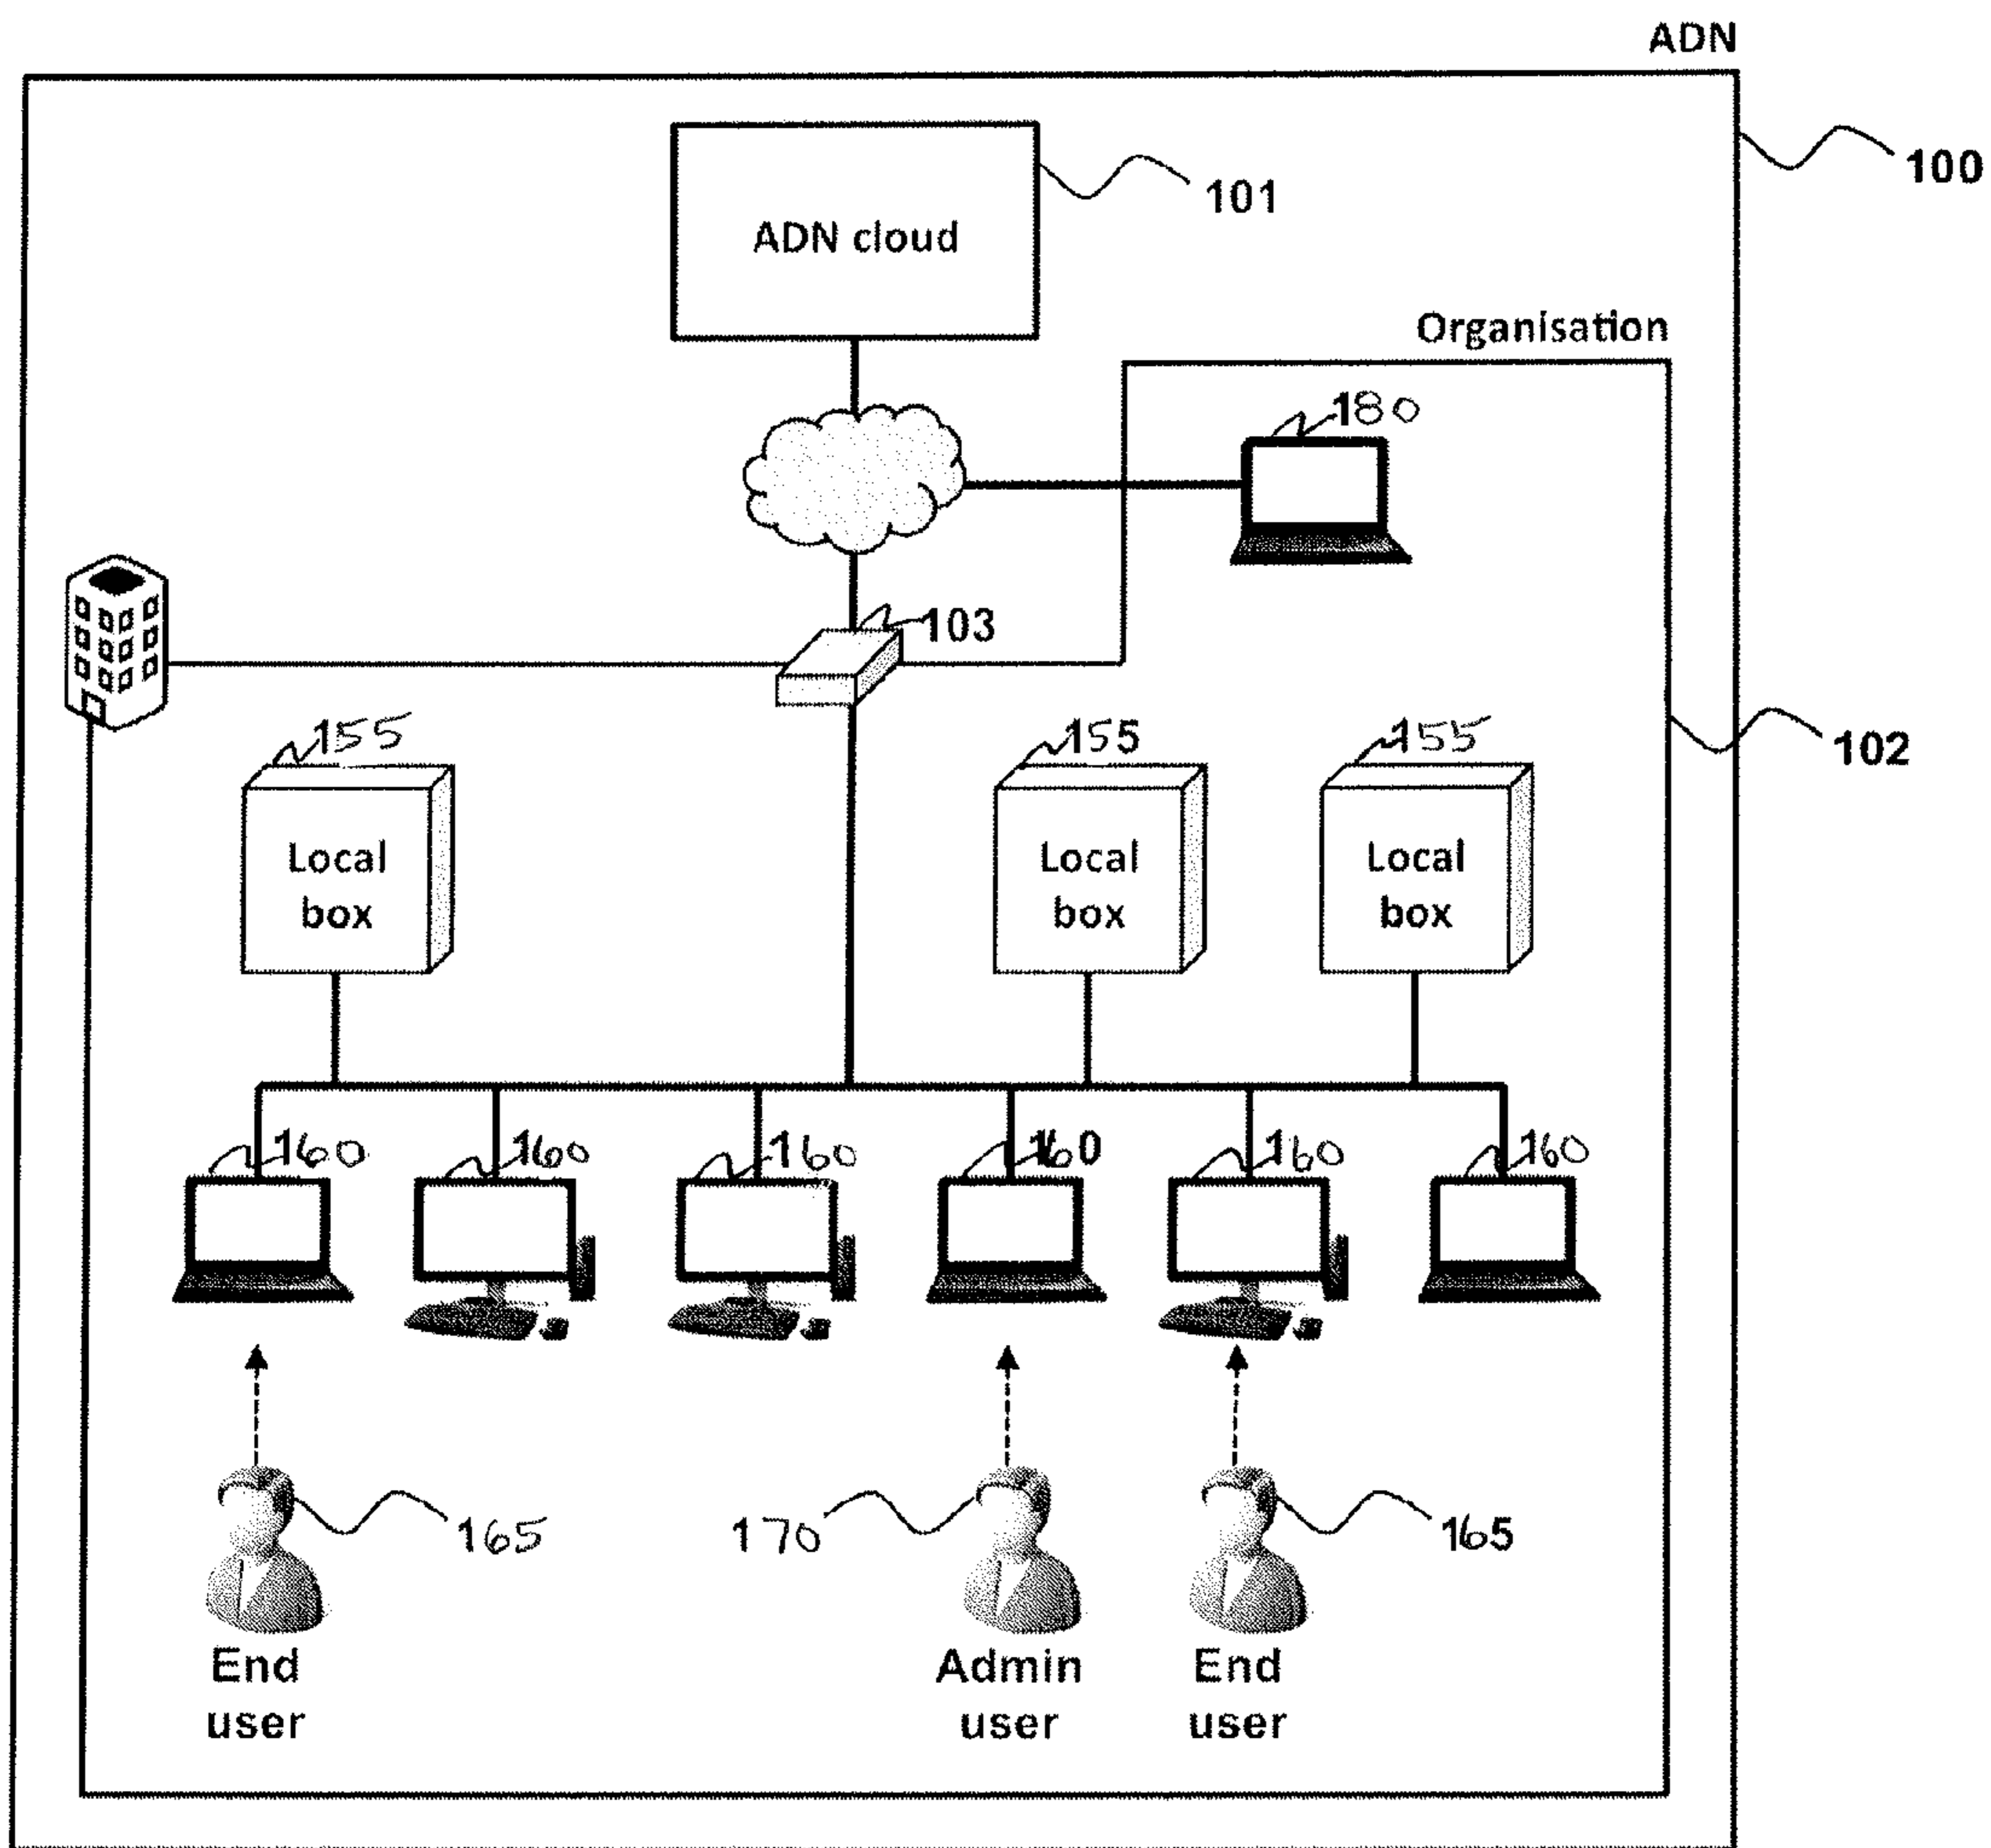 ADN
100
101
ADN cloud
Organisation
180
103
102
155
155
155
Local
box
Local
box
Local
box
160
160
160
160
160
160
165
170
165
End
user
Admin
user
End
user